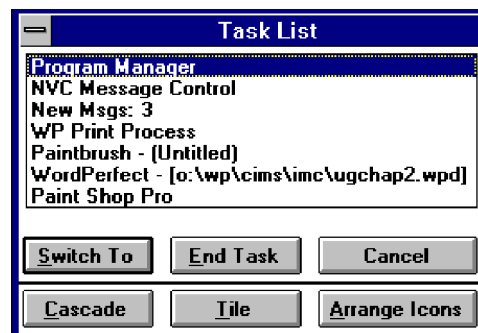 Task List
Program Manager
NVC Message Control
New Msgs: 3
WP Print Process
Paintbrush - (Untitled)
WordPerfect - [o:\wp\cims\imc\ugchap2.wpd]
Paint Shop Pro
Switch To End Task Cancel
Cascade Tile Arrange Icons